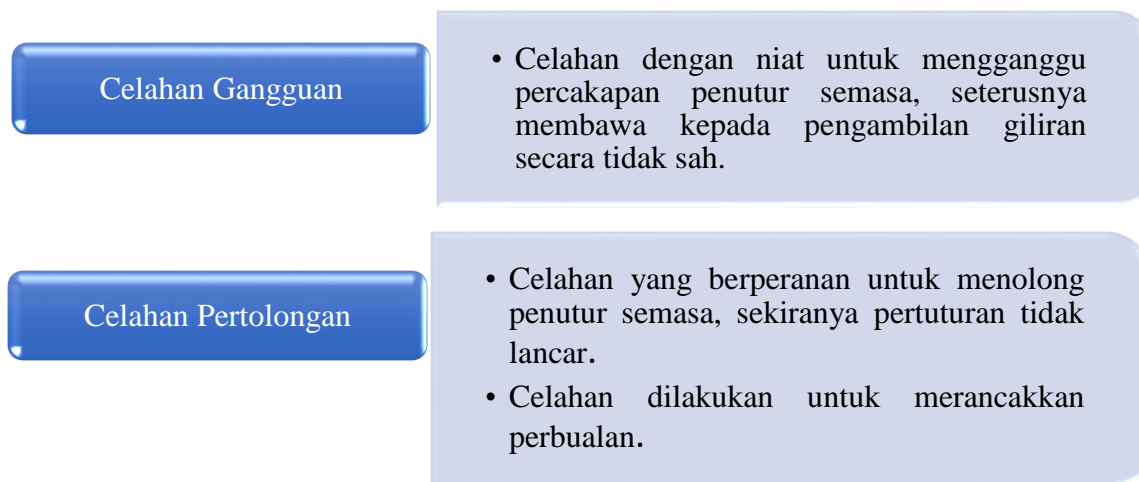 Celahan Gangguan
• Celahan dengan niat untuk mengganggu
percakapan penutur semasa, seterusnya
membawa kepada pengambilan giliran
secara tidak sah.
Celahan Pertolongan
• Celahan yang berperanan untuk menolong
penutur semasa, sekiranya pertuturan tidak
lancar.
• Celahan dilakukan untuk merancakkan
perbualan.